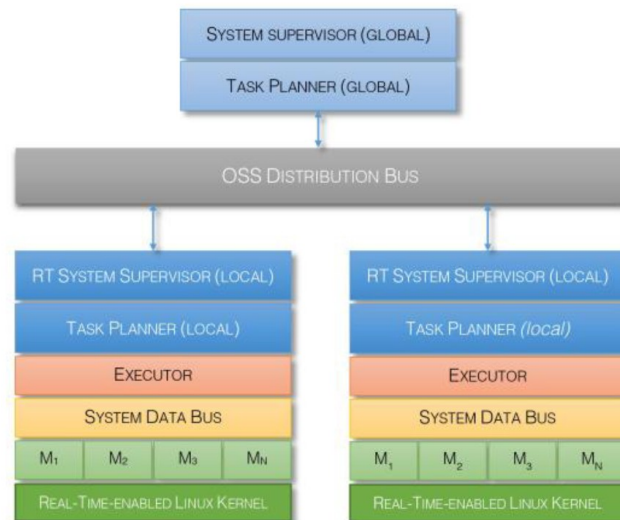 SYSTEM SUPERVISOR (GLOBAL)
TASK PLANNER (GLOBAL)
OSS DISTRIBUTION BUS
RT SYSTEM SUPERVISOR (LOCAL)
TASK PLANNER (LOCAL)
EXECUTOR
SYSTEM DATA BUS
M₁ M₂ M₃ M_N
REAL-TIME-ENABLED LINUX KERNEL
RT SYSTEM SUPERVISOR (LOCAL)
TASK PLANNER (local)
EXECUTOR
SYSTEM DATA BUS
M₁ M₂ M₃ M_N
REAL-TIME-ENABLED LINUX KERNEL